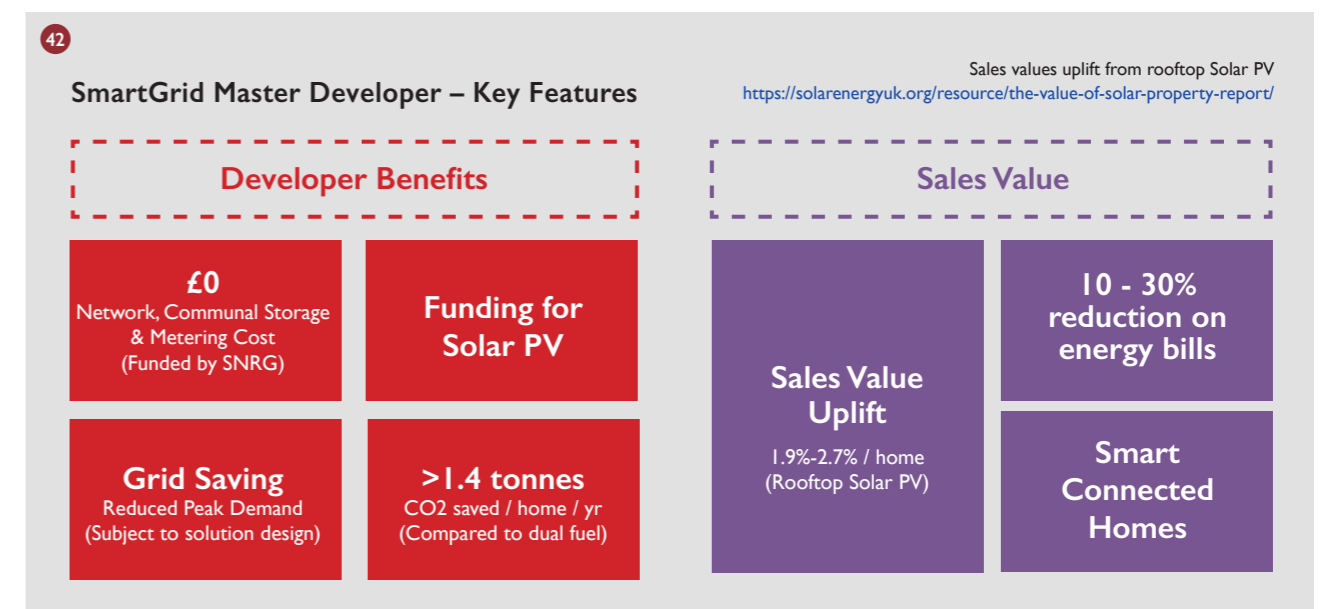 42
SmartGrid Master Developer – Key Features
Sales values uplift from rooftop Solar PV
https://solarenergyuk.org/resource/the-value-of-solar-property-report/
Developer Benefits
£0
Network, Communal Storage
& Metering Cost
(Funded by SNRG)
Funding for
Solar PV
Grid Saving
Reduced Peak Demand
(Subject to solution design)
>1.4 tonnes
CO2 saved / home / yr
(Compared to dual fuel)
Sales Value
Sales Value
Uplift
1.9%-2.7% / home
(Rooftop Solar PV)
10 - 30%
reduction on
energy bills
Smart
Connected
Homes